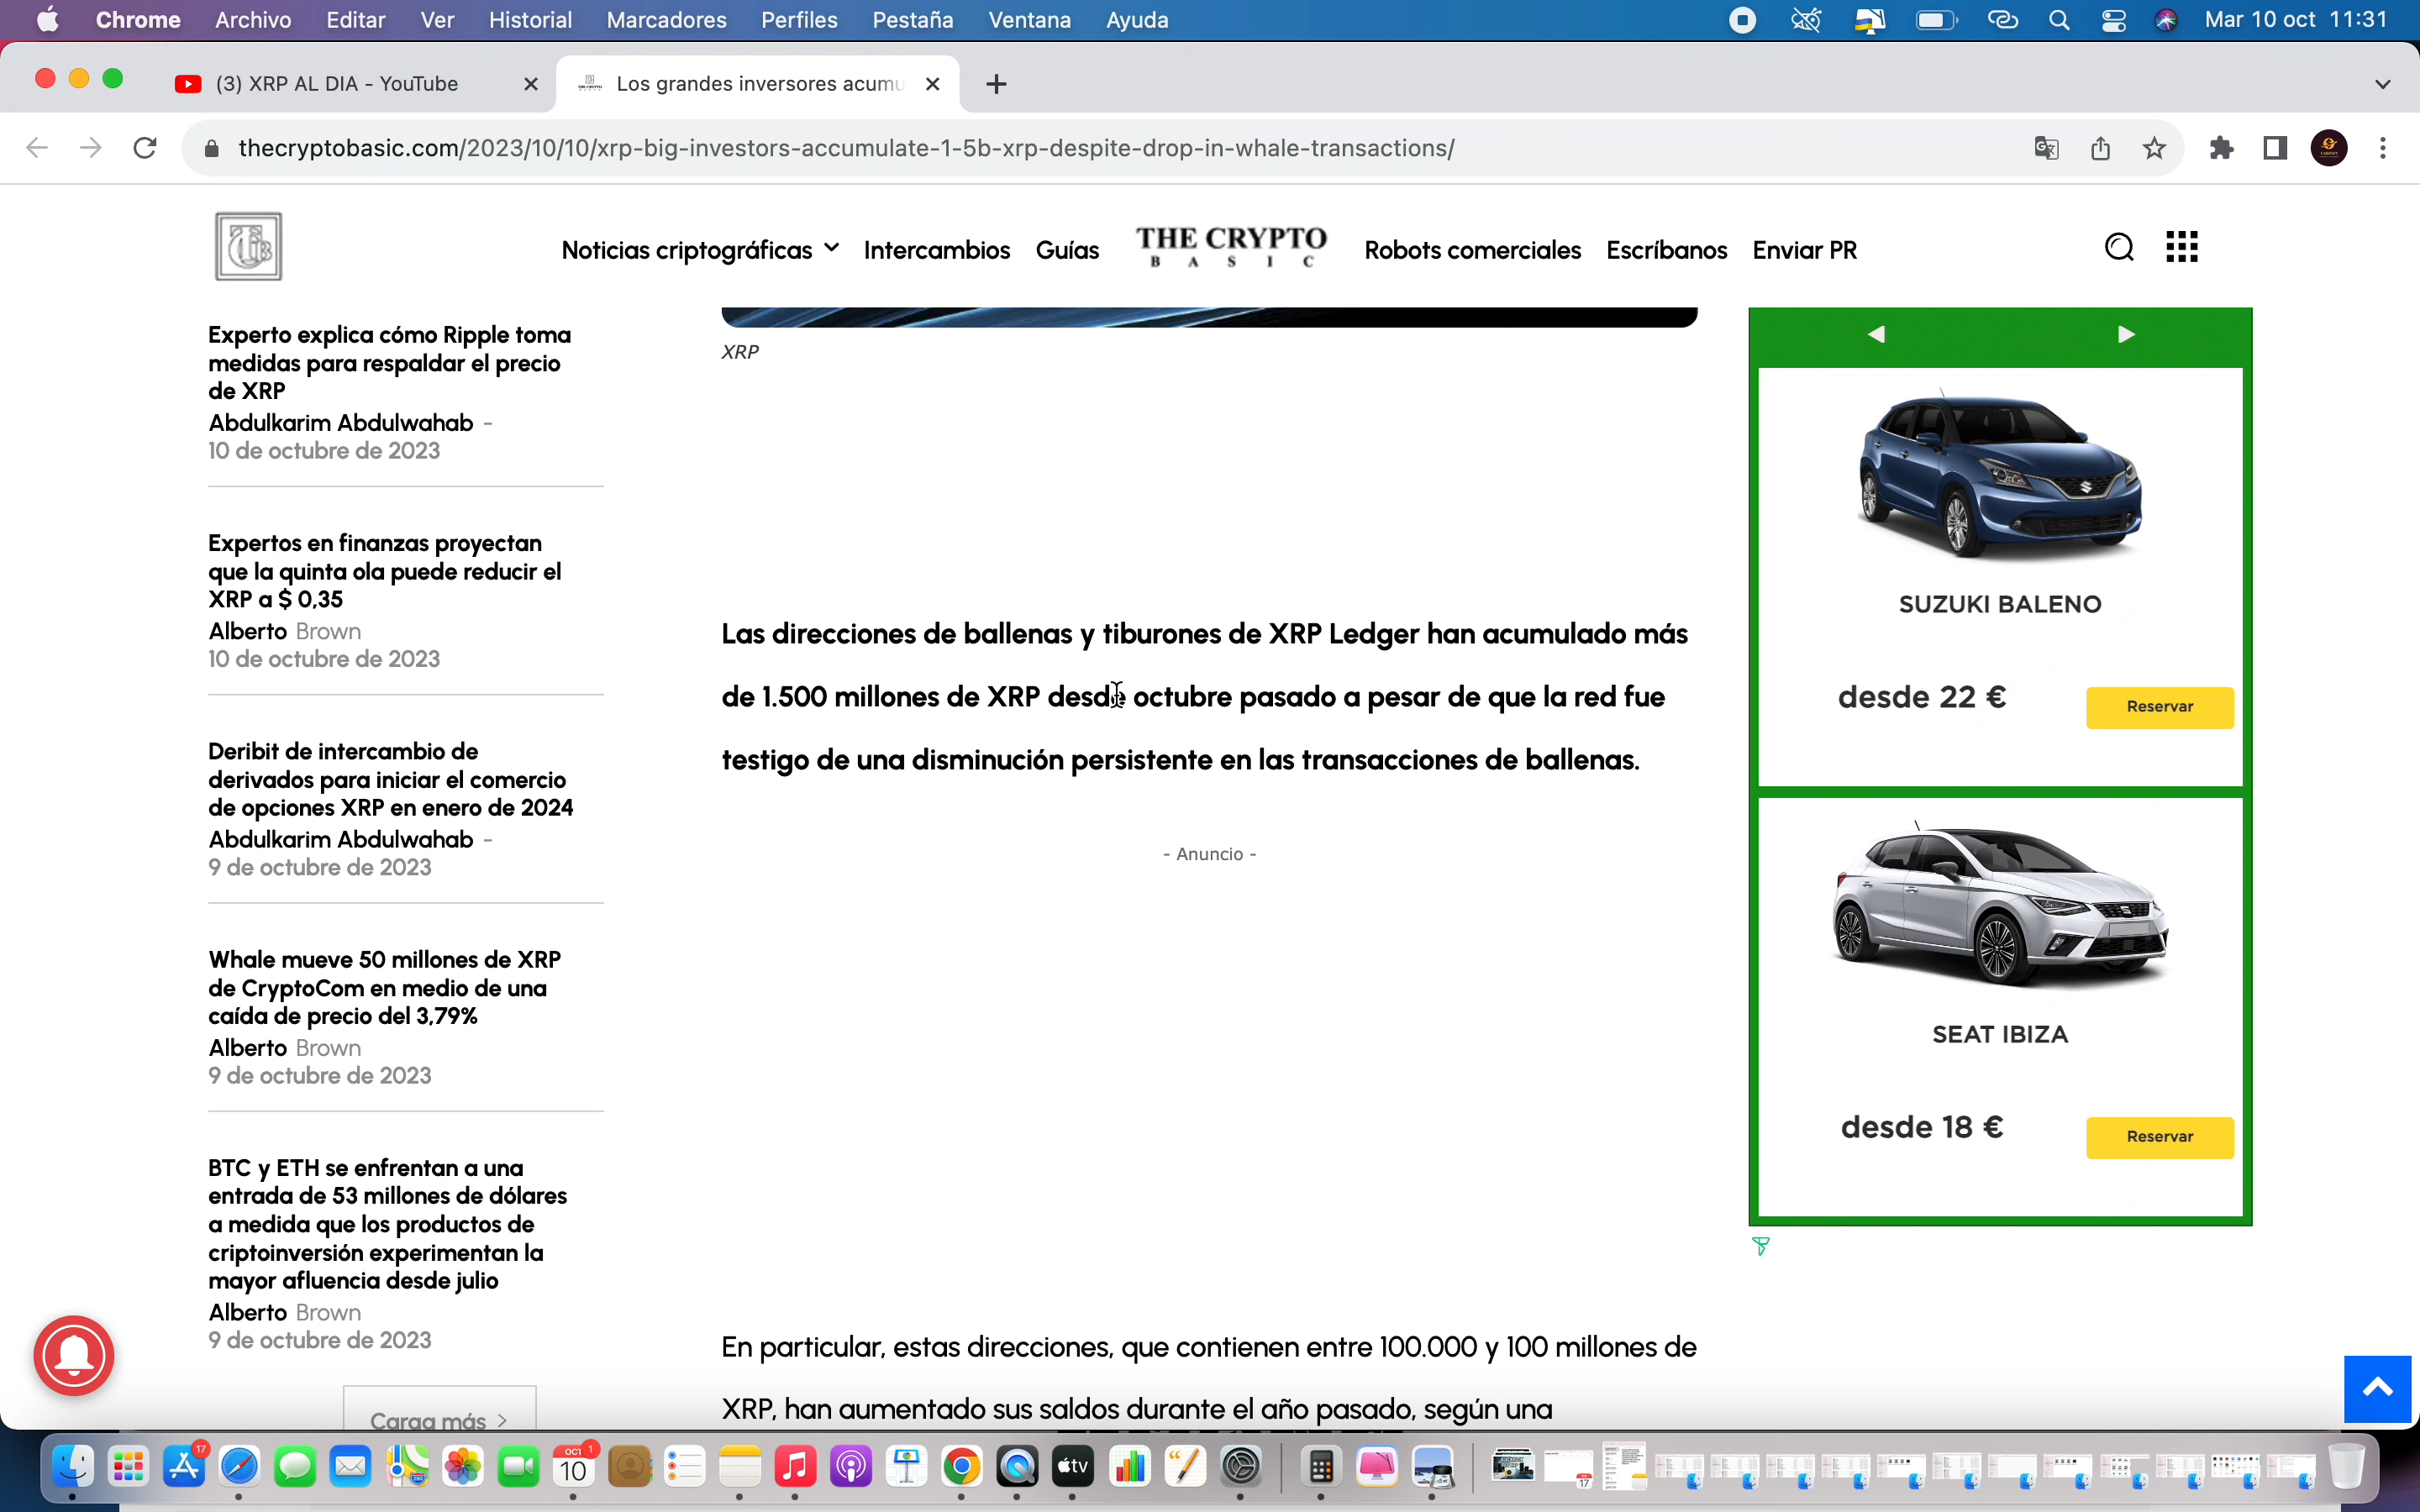 Chrome Archivo Editar Ver Historial Marcadores Perfiles Pestaña Ventana Ayuda Mar 10 oct 11:31
(3) XRP AL DIA - YouTube
Los grandes inversores acumu
thecryptobasic.com/2023/10/10/xrp-big-investors-accumulate-1-5b-xrp-despite-drop-in-whale-transactions/
Noticias criptográficas Intercambios Guías THE CRYPTO Robots comerciales Escríbanos Enviar PR
BASIC
Experto explica cómo Ripple toma
medidas para respaldar el precio
de XRP
Abdulkarim Abdulwahab -
10 de octubre de 2023
Expertos en finanzas proyectan
que la quinta ola puede reducir el
XRP a $ 0,35
Alberto Brown
10 de octubre de 2023
Deribit de intercambio de
derivados para iniciar el comercio
de opciones XRP en enero de 2024
Abdulkarim Abdulwahab -
9 de octubre de 2023
Whale mueve 50 millones de XRP
de CryptoCom en medio de una
caída de precio del 3,79%
Alberto Brown
9 de octubre de 2023
BTC y ETH se enfrentan a una
entrada de 53 millones de dólares
a medida que los productos de
criptoinversión experimentan la
mayor afluencia desde julio
Alberto Brown
9 de octubre de 2023
Carga más >
XRP
Las direcciones de ballenas y tiburones de XRP Ledger han acumulado más
de 1.500 millones de XRP desde octubre pasado a pesar de que la red fue
testigo de una disminución persistente en las transacciones de ballenas.
- Anuncio -
En particular, estas direcciones, que contienen entre 100.000 y 100 millones de
XRP, han aumentado sus saldos durante el año pasado, según una
SUZUKI BALENO
desde 22 €
Reservar
SEAT IBIZA
desde 18 €
Reservar
17
OCT 1
10
tv
17